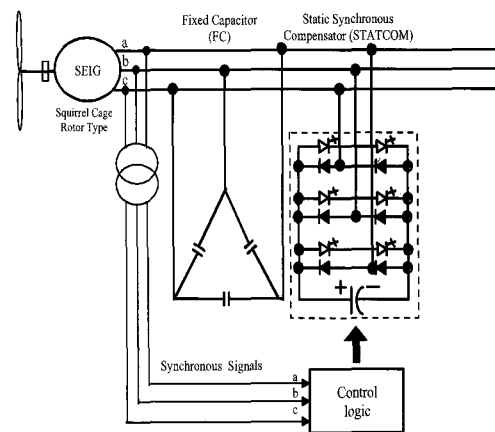 Fixed Capacitor
(FC)
Static Synchronous
Compensator (STATCOM)
a
b
c
SEIG
Squirrel Cage
Rotor Type
+
−
Synchronous Signals
a
b
c
Control
logic